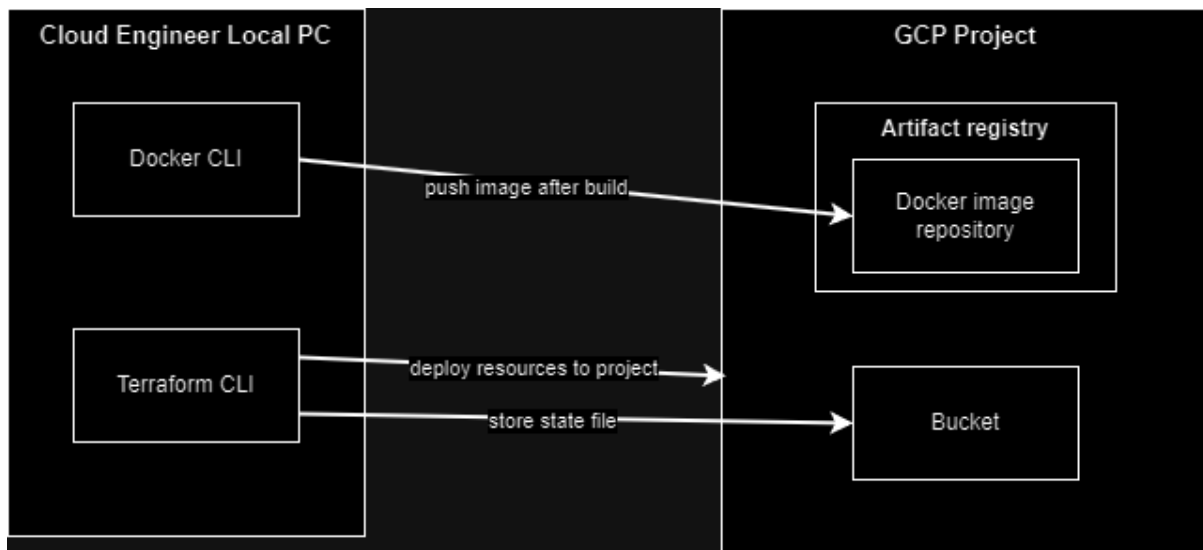 Cloud Engineer Local PC
GCP Project
Artifact registry
Docker CLI
push image after build
Docker image
repository
Terraform CLI
deploy resources to project
store state file
Bucket